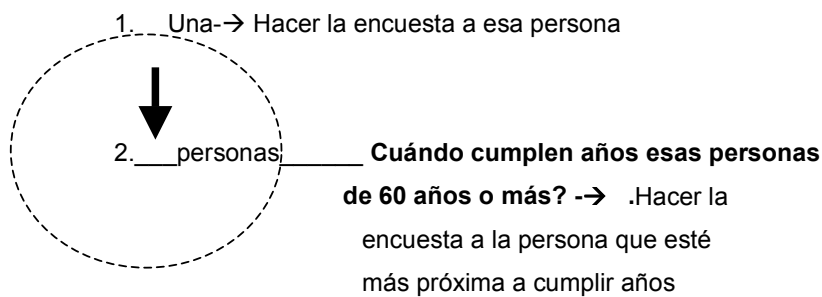 1.   Una-→ Hacer la encuesta a esa persona
2.___personas______ Cuándo cumplen años esas personas
de 60 años o más? -→ .Hacer la
encuesta a la persona que esté
más próxima a cumplir años